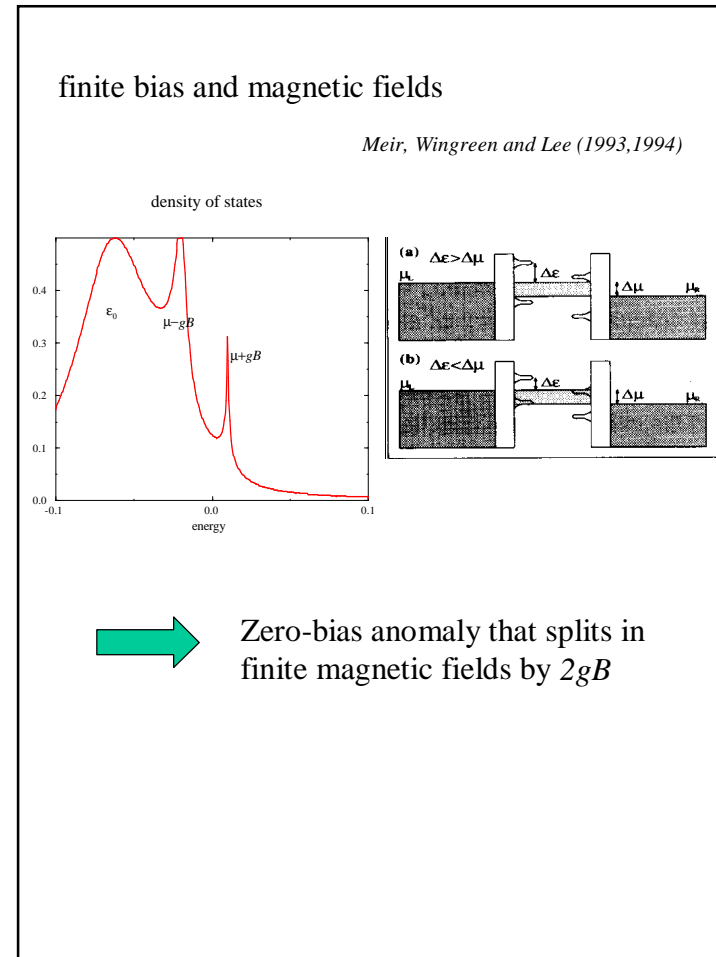 finite bias and magnetic fields
Meir, Wingreen and Lee (1993,1994)
density of states
0.4
0.3
0.2
0.1
0.0
-0.1
0.0
0.1
energy
ε₀
μ−gB
μ+gB
(a)
Δε>Δμ
μL
Δε
Δμ
μR
(b)
Δε<Δμ
Δε
Δμ
μR
Zero-bias anomaly that splits in
finite magnetic fields by 2gB